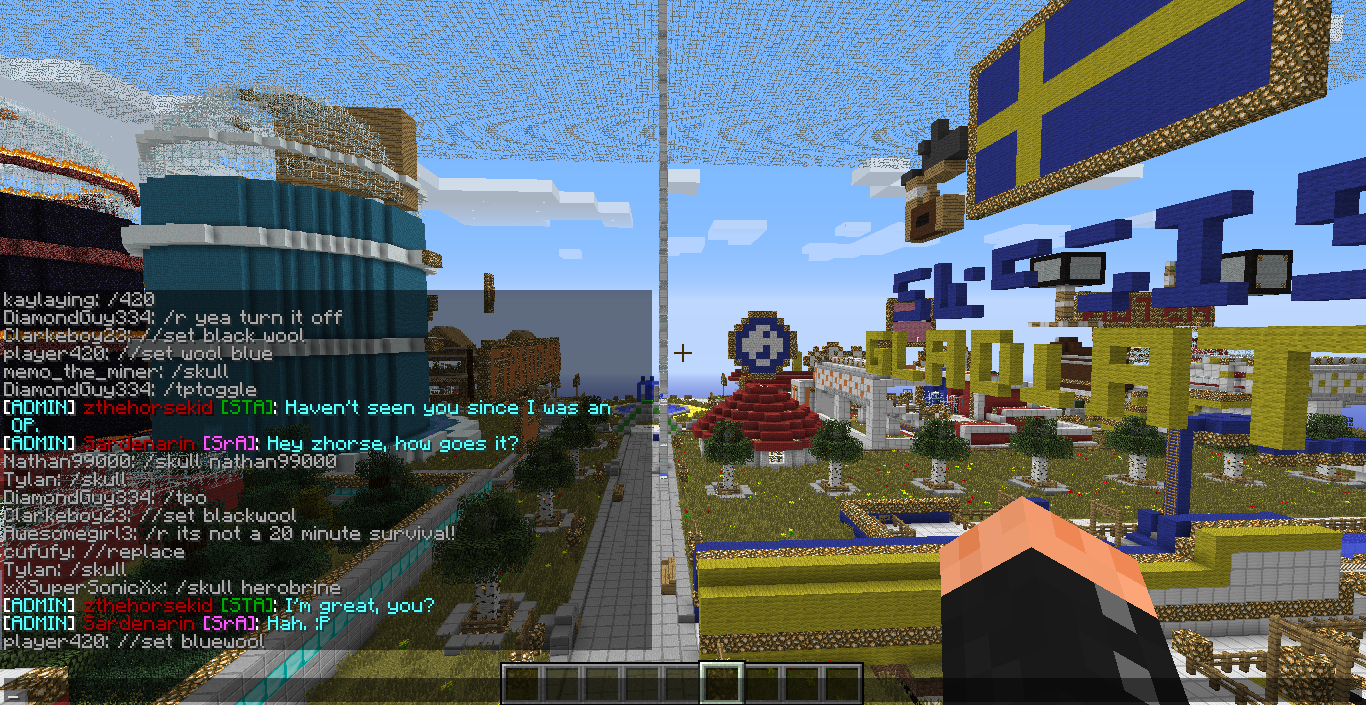 kaylaying: /420
DiamondGuy334: /r yea turn it off
Clarkeboy23: //set black wool
player420: //set wool blue
memo_the_miner: /skull
DiamondGuy334: /tptoggle
[ADMIN] zthehorsekid [STA]: Haven't seen you since I was an
OP.
[ADMIN] Sardenarin [SrA]: Hey zhorse, how goes it?
Nathan99000: /skull nathan99000
Tylan: /skull
DiamondGuy334: /tpo
Clarkeboy23: //set blackwool
Awesomegirl3: /r its not a 20 minute survival!
cufufy: //replace
Tylan: /skull
xXSuperSonicXx: /skull herobrine
[ADMIN] zthehorsekid [STA]: I'm great, you?
[ADMIN] Sardenarin [SrA]: Hah. :P
player420: //set bluewool